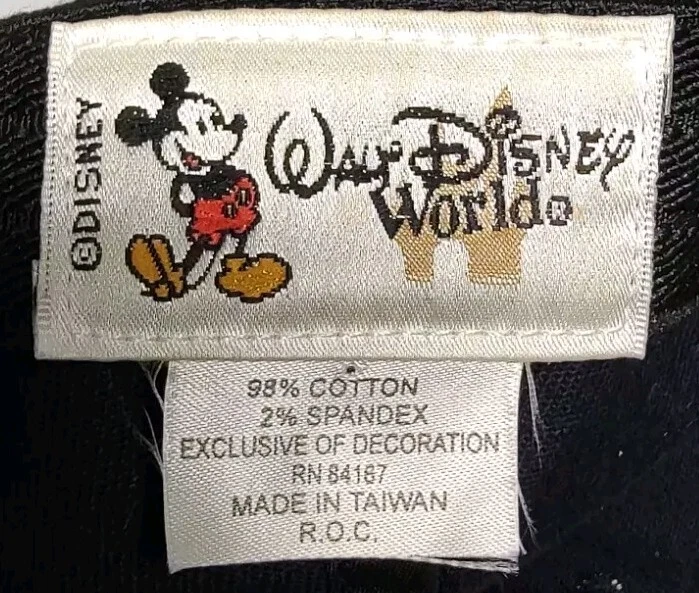 ©DISNEY
Walt Disney
World®
98% COTTON
2% SPANDEX
EXCLUSIVE OF DECORATION
RN 84187
MADE IN TAIWAN
R.O.C.